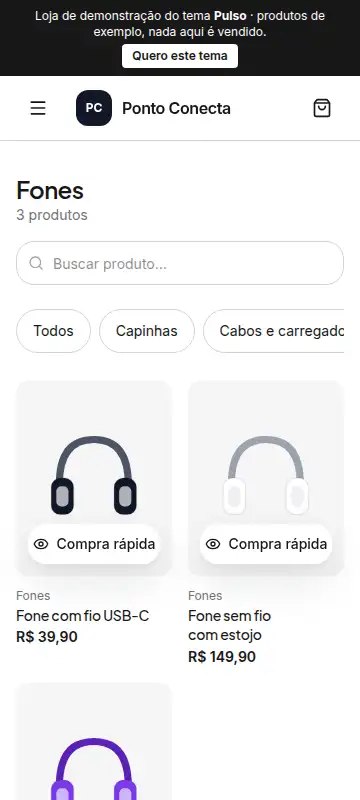 Loja de demonstração do tema Pulso · produtos de
exemplo, nada aqui é vendido.
Quero este tema
PC Ponto Conecta
Fones
3 produtos
Buscar produto...
Todos Capinhas Cabos e carregado
Compra rápida Compra rápida
Fones Fones
Fone com fio USB-C Fone sem fio
com estojo
R$ 39,90
R$ 149,90